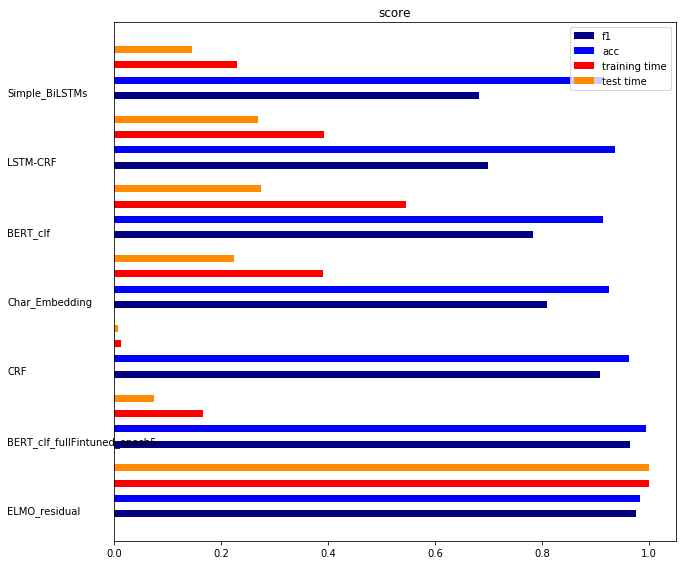 score
f1
acc
training time
test time
Simple_BiLSTMs
LSTM-CRF
BERT_clf
Char_Embedding
CRF
BERT_clf_fullFintuned_epoch5
ELMO_residual
0.0 0.2 0.4 0.6 0.8 1.0